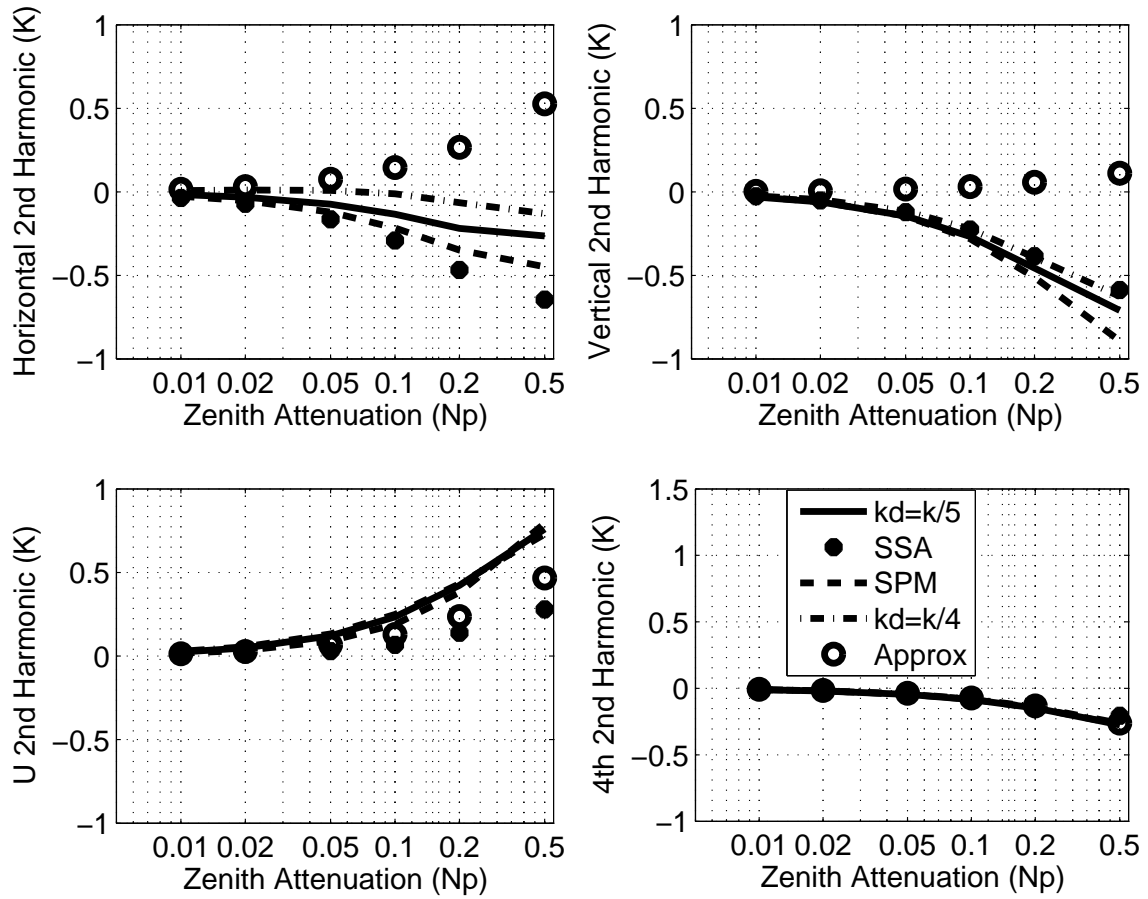 Horizontal 2nd Harmonic (K)
1
0.5
0
−0.5
−1
0.01 0.02 0.05 0.1 0.2 0.5
Zenith Attenuation (Np)
Vertical 2nd Harmonic (K)
1
0.5
0
−0.5
−1
0.01 0.02 0.05 0.1 0.2 0.5
Zenith Attenuation (Np)
U 2nd Harmonic (K)
1
0.5
0
−0.5
−1
0.01 0.02 0.05 0.1 0.2 0.5
Zenith Attenuation (Np)
4th 2nd Harmonic (K)
1.5
1
0.5
0
−0.5
−1
kd=k/5
SSA
SPM
kd=k/4
Approx
0.01 0.02 0.05 0.1 0.2 0.5
Zenith Attenuation (Np)